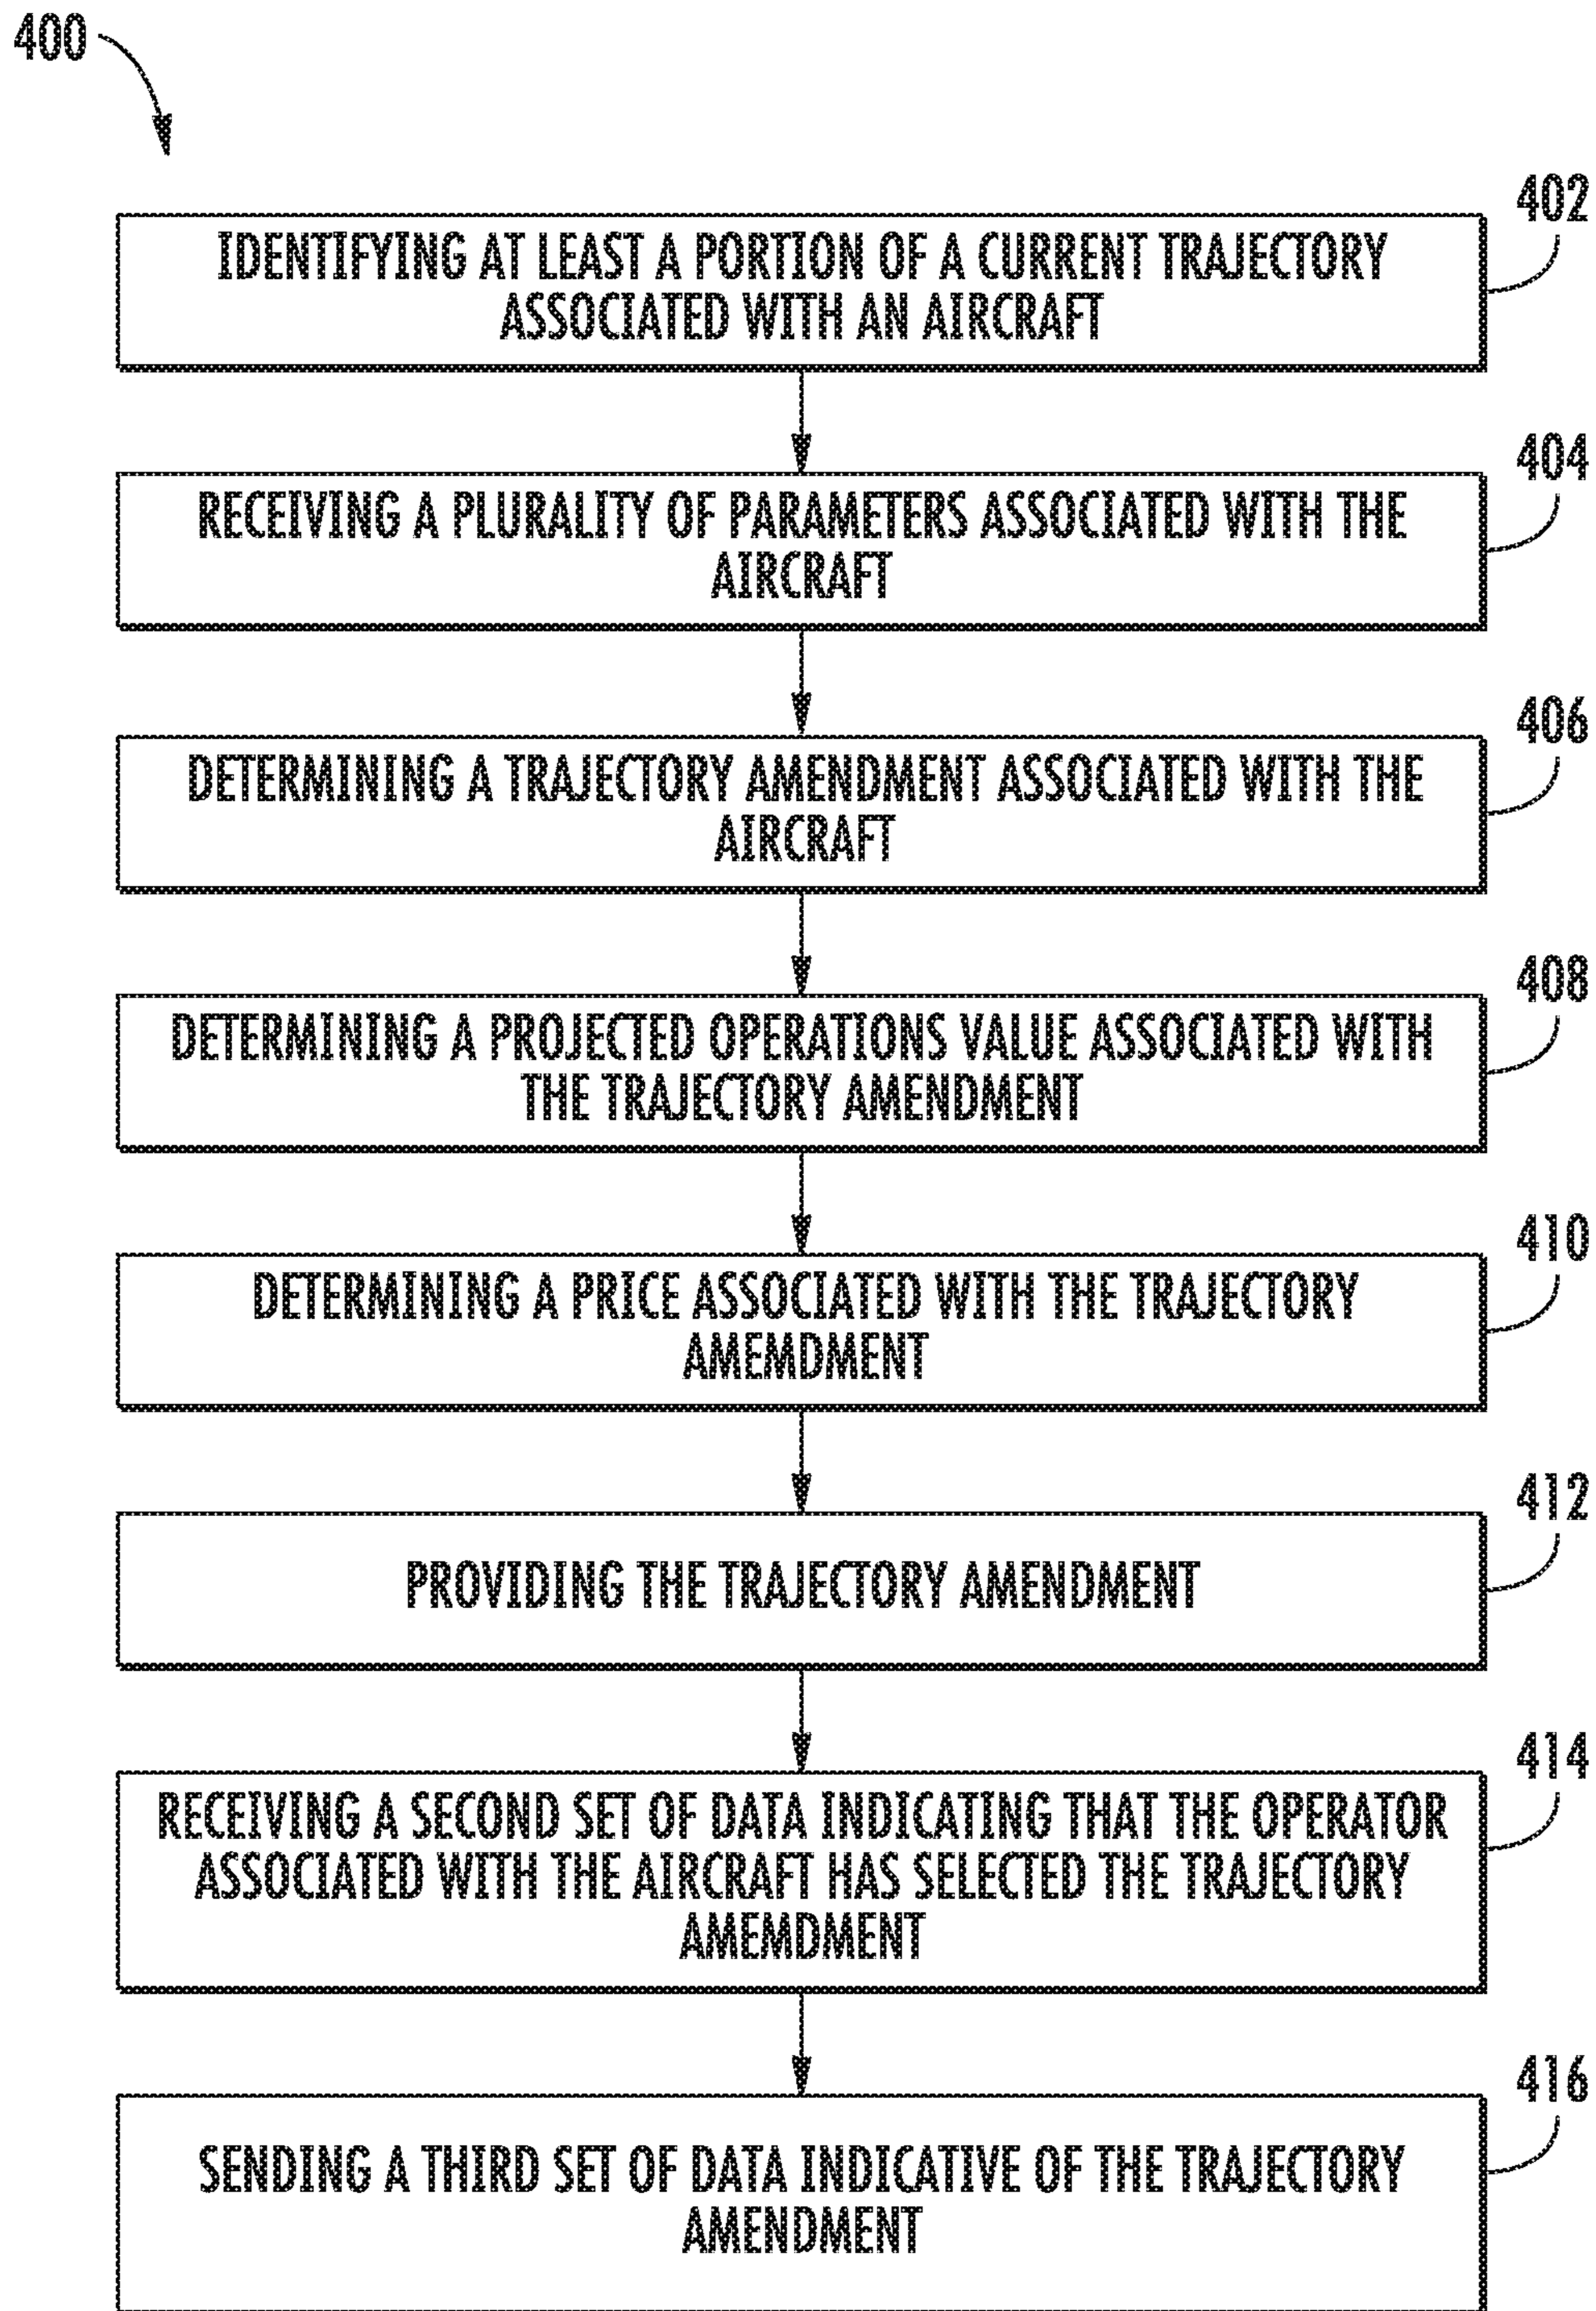 400
402
IDENTIFYING AT LEAST A PORTION OF A CURRENT TRAJECTORY
ASSOCIATED WITH AN AIRCRAFT
404
RECEIVING A PLURALITY OF PARAMETERS ASSOCIATED WITH THE
AIRCRAFT
406
DETERMINING A TRAJECTORY AMENDMENT ASSOCIATED WITH THE
AIRCRAFT
408
DETERMINING A PROJECTED OPERATIONS VALUE ASSOCIATED WITH
THE TRAJECTORY AMENDMENT
410
DETERMINING A PRICE ASSOCIATED WITH THE TRAJECTORY
AMEMDMENT
412
PROVIDING THE TRAJECTORY AMENDMENT
414
RECEIVING A SECOND SET OF DATA INDICATING THAT THE OPERATOR
ASSOCIATED WITH THE AIRCRAFT HAS SELECTED THE TRAJECTORY
AMEMDMENT
416
SENDING A THIRD SET OF DATA INDICATIVE OF THE TRAJECTORY
AMENDMENT